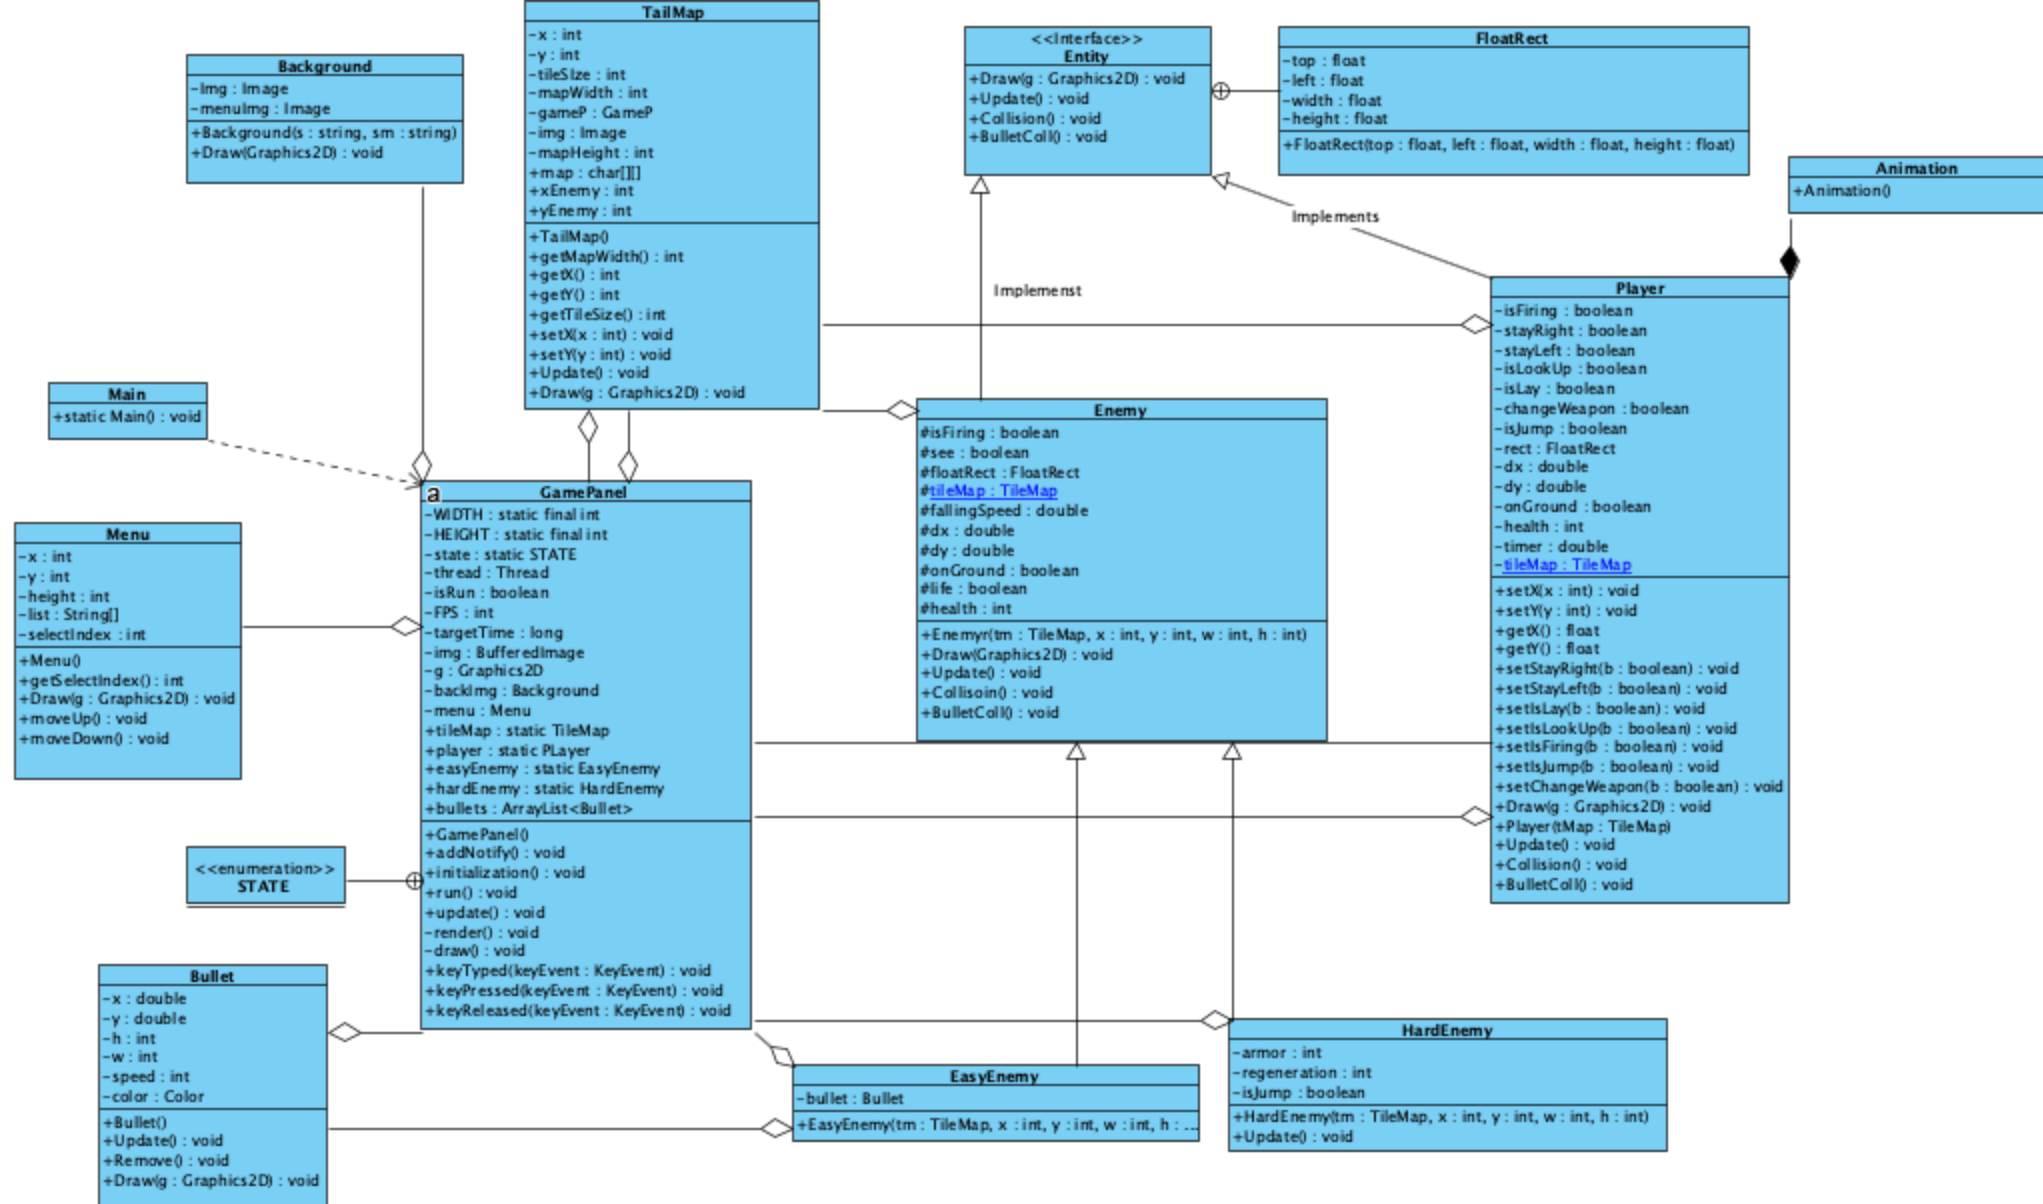 TailMap
-x : int
-y : int
-tileSIze : int
-mapWidth : int
-gameP : GameP
-img : Image
-mapHeight : int
+map : char[][]
+xEnemy : int
+yEnemy : int
+TailMap()
+getMapWidth() : int
+getX() : int
+getY() : int
+getTileSize() : int
+setX(x : int) : void
+setY(y : int) : void
+Update() : void
+Draw(g : Graphics2D) : void
Background
-Img : Image
-menuImg : Image
+Background(s : string, sm : string)
+Draw(Graphics2D) : void
<<Interface>>
Entity
+Draw(g : Graphics2D) : void
+Update() : void
+Collision() : void
+BulletColl() : void
FloatRect
-top : float
-left : float
-width : float
-height : float
+FloatRect(top : float, left : float, width : float, height : float)
Animation
+Animation()
Implements
Implemenst
Main
+static Main() : void
Player
-isFiring : boolean
-stayRight : boolean
-stayLeft : boolean
-isLookUp : boolean
-isLay : boolean
-changeWeapon : boolean
-isJump : boolean
-rect : FloatRect
-dx : double
-dy : double
-onGround : boolean
-health : int
-timer : double
-tileMap : TileMap
+setX(x : int) : void
+setY(y : int) : void
+getX() : float
+getY() : float
+setStayRight(b : boolean) : void
+setStayLeft(b : boolean) : void
+setIsLay(b : boolean) : void
+setIsLookUp(b : boolean) : void
+setIsFiring(b : boolean) : void
+setIsJump(b : boolean) : void
+setChangeWeapon(b : boolean) : void
+Draw(g : Graphics2D) : void
+Player(tMap : TileMap)
+Update() : void
+Collision() : void
+BulletColl() : void
Enemy
#isFiring : boolean
#see : boolean
#floatRect : FloatRect
#tileMap : TileMap
#fallingSpeed : double
#dx : double
#dy : double
#onGround : boolean
#life : boolean
#health : int
+Enemyr(tm : TileMap, x : int, y : int, w : int, h : int)
+Draw(Graphics2D) : void
+Update() : void
+Collisoin() : void
+BulletColl() : void
a
GamePanel
-WIDTH : static final int
-HEIGHT : static final int
-state : static STATE
-thread : Thread
-isRun : boolean
-FPS : int
-targetTime : long
-img : BufferedImage
-g : Graphics2D
-backImg : Background
-menu : Menu
+tileMap : static TileMap
+player : static PLayer
+easyEnemy : static EasyEnemy
+hardEnemy : static HardEnemy
+bullets : ArrayList<Bullet>
+GamePanel()
+addNotify() : void
+initialization() : void
+run() : void
+update() : void
-render() : void
-draw() : void
+keyTyped(keyEvent : KeyEvent) : void
+keyPressed(keyEvent : KeyEvent) : void
+keyReleased(keyEvent : KeyEvent) : void
Menu
-x : int
-y : int
-height : int
-list : String[]
-selectIndex : int
+Menu()
+getSelectIndex() : int
+Draw(g : Graphics2D) : void
+moveUp() : void
+moveDown() : void
<<enumeration>>
STATE
Bullet
-x : double
-y : double
-h : int
-w : int
-speed : int
-color : Color
+Bullet()
+Update() : void
+Remove() : void
+Draw(g : Graphics2D) : void
EasyEnemy
-bullet : Bullet
+EasyEnemy(tm : TileMap, x : int, y : int, w : int, h : ...
HardEnemy
-armor : int
-regeneration : int
-isJump : boolean
+HardEnemy(tm : TileMap, x : int, y : int, w : int, h : int)
+Update() : void